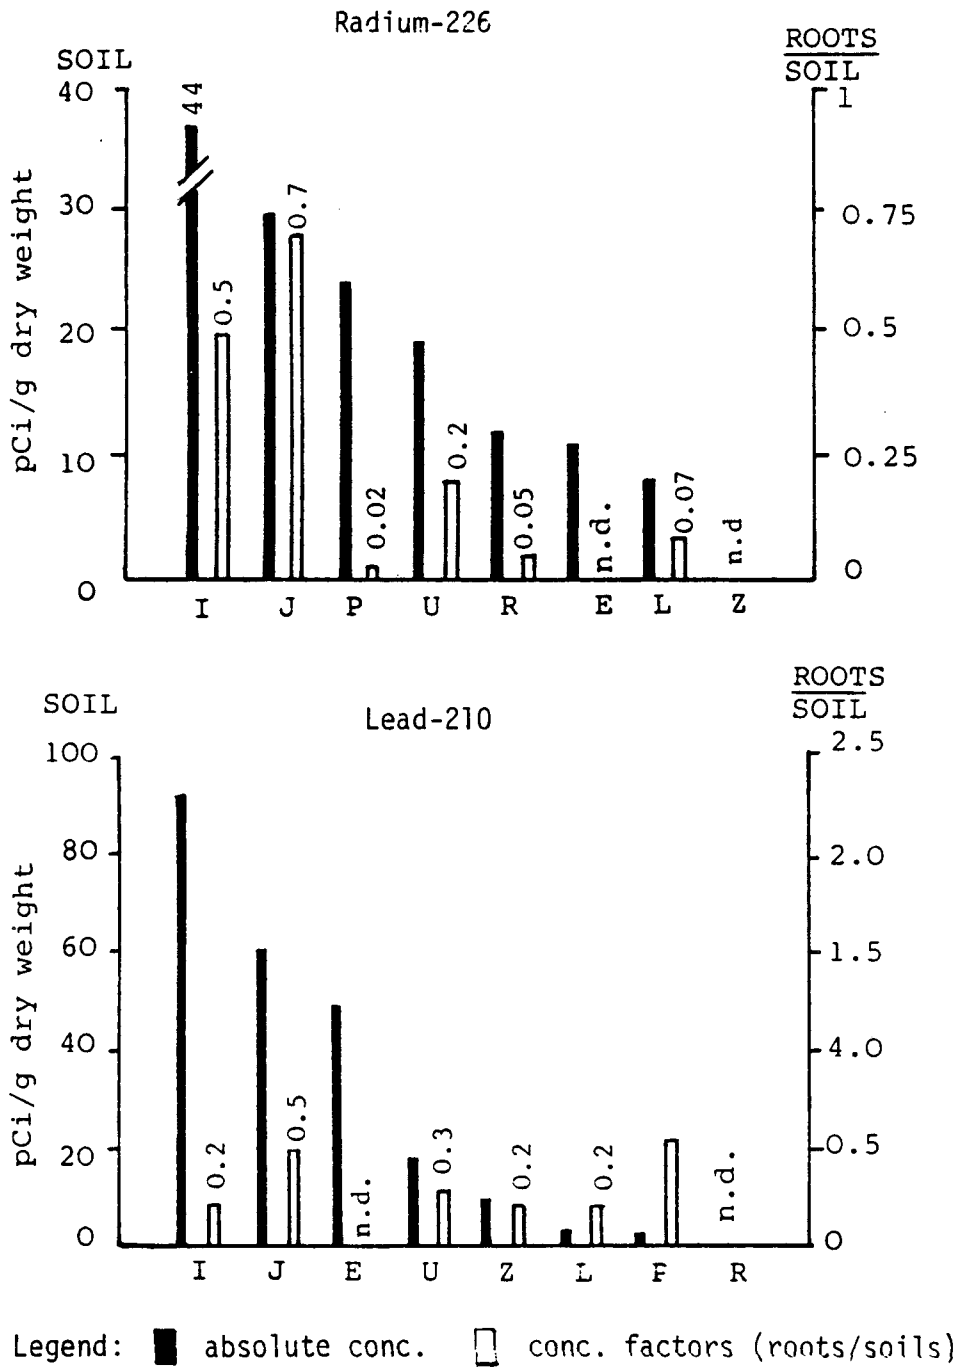 Radium-226
SOIL
ROOTS
SOIL
40
30
20
10
0
pCi/g dry weight
1
0.75
0.5
0.25
0
44
0.5
0.7
0.02
0.2
0.05
n.d.
0.07
n.d
I J P U R E L Z
Lead-210
SOIL
ROOTS
SOIL
100
80
60
40
20
0
pCi/g dry weight
2.5
2.0
1.5
4.0
0.5
0
0.2
0.5
n.d.
0.3
0.2
0.2
n.d.
I J E U Z L P R
Legend: absolute conc. conc. factors (roots/soils)